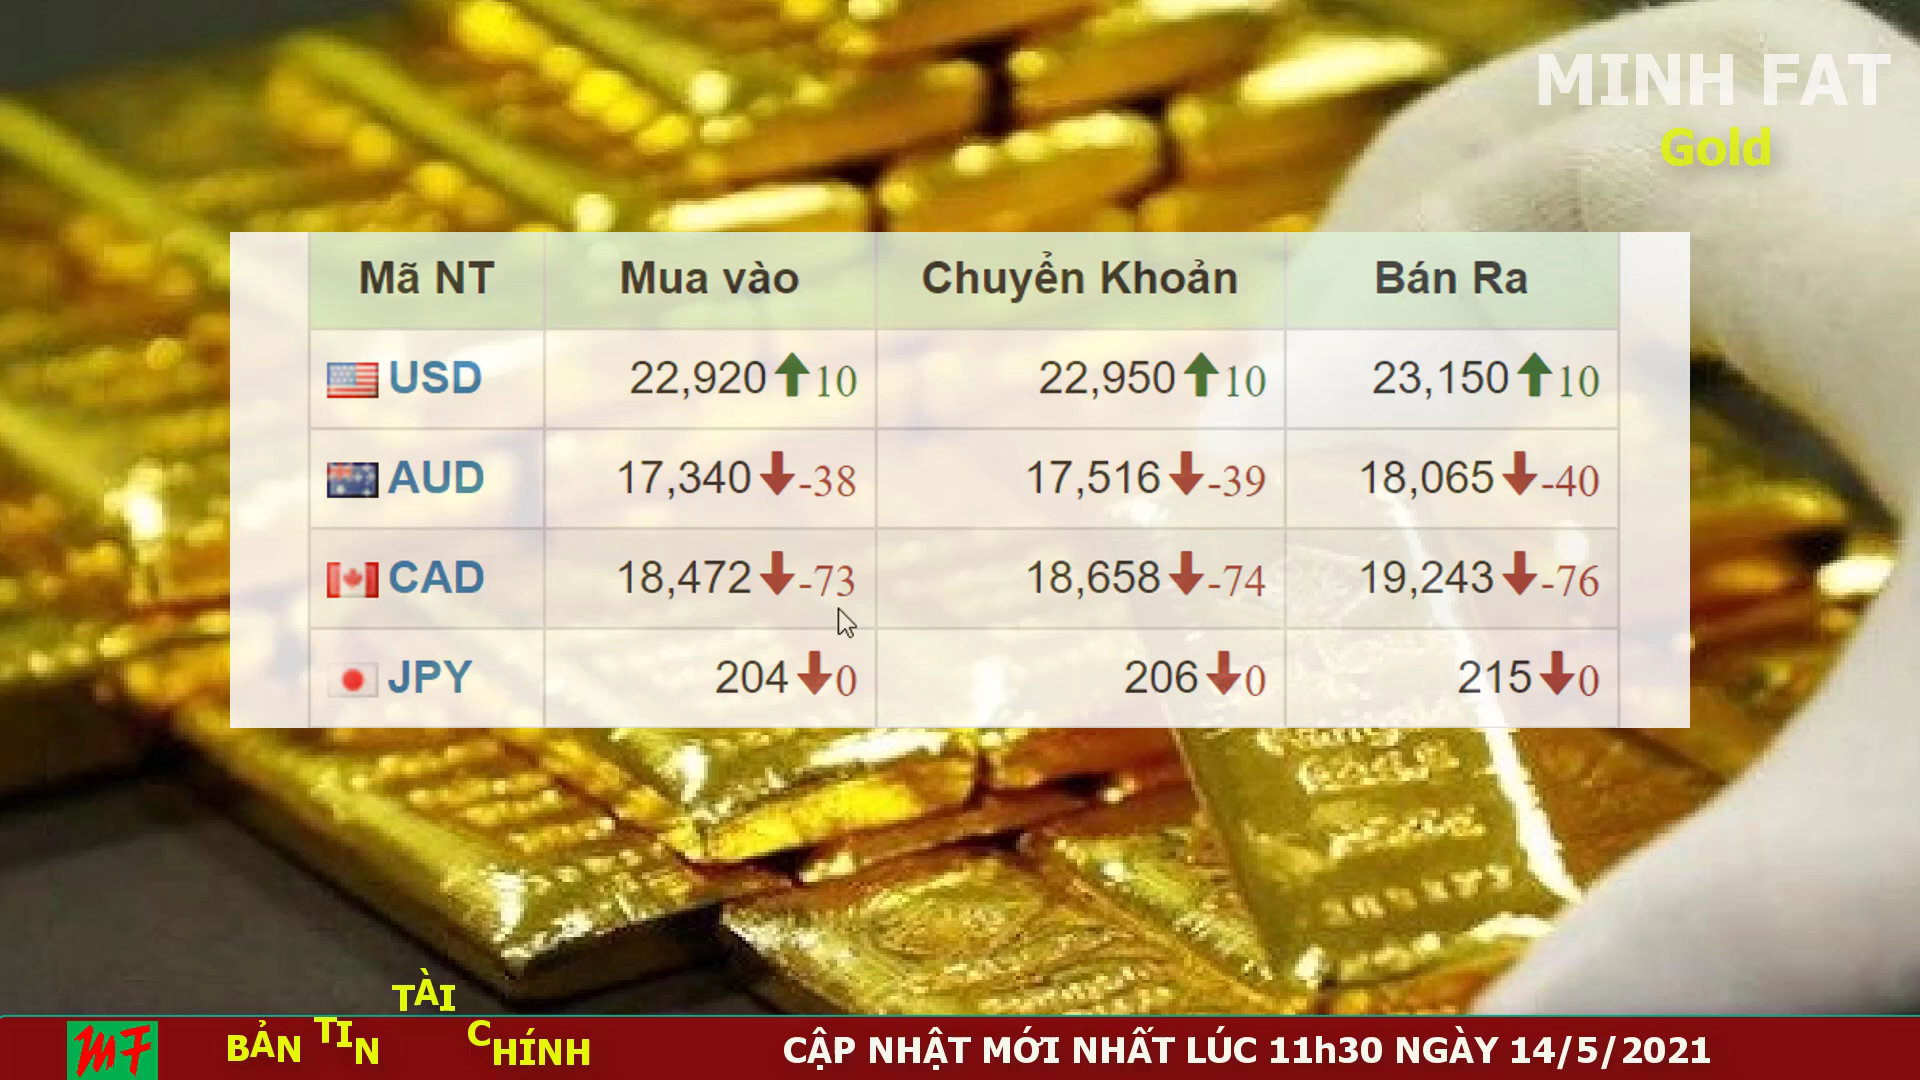 MINH FAT
Gold
Mã NT Mua vào Chuyển Khoản Bán Ra
USD 22,920 10 22,950 10 23,150 10
AUD 17,340 -38 17,516 -39 18,065 -40
CAD 18,472 -73 18,658 -74 19,243 -76
JPY 204 0 206 0 215 0
MF BẢN TIN TÀI CHÍNH CẬP NHẬT MỚI NHẤT LÚC 11h30 NGÀY 14/5/2021